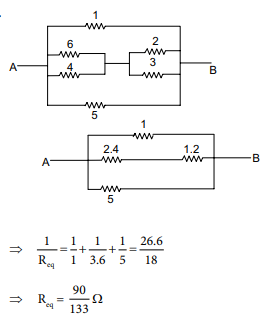 1
6
2
4
3
A
B
5
1
2.4
1.2
A
B
5
⇒ 1/R_eq = 1/1 + 1/3.6 + 1/5 = 26.6/18
⇒ R_eq = 90/133 Ω